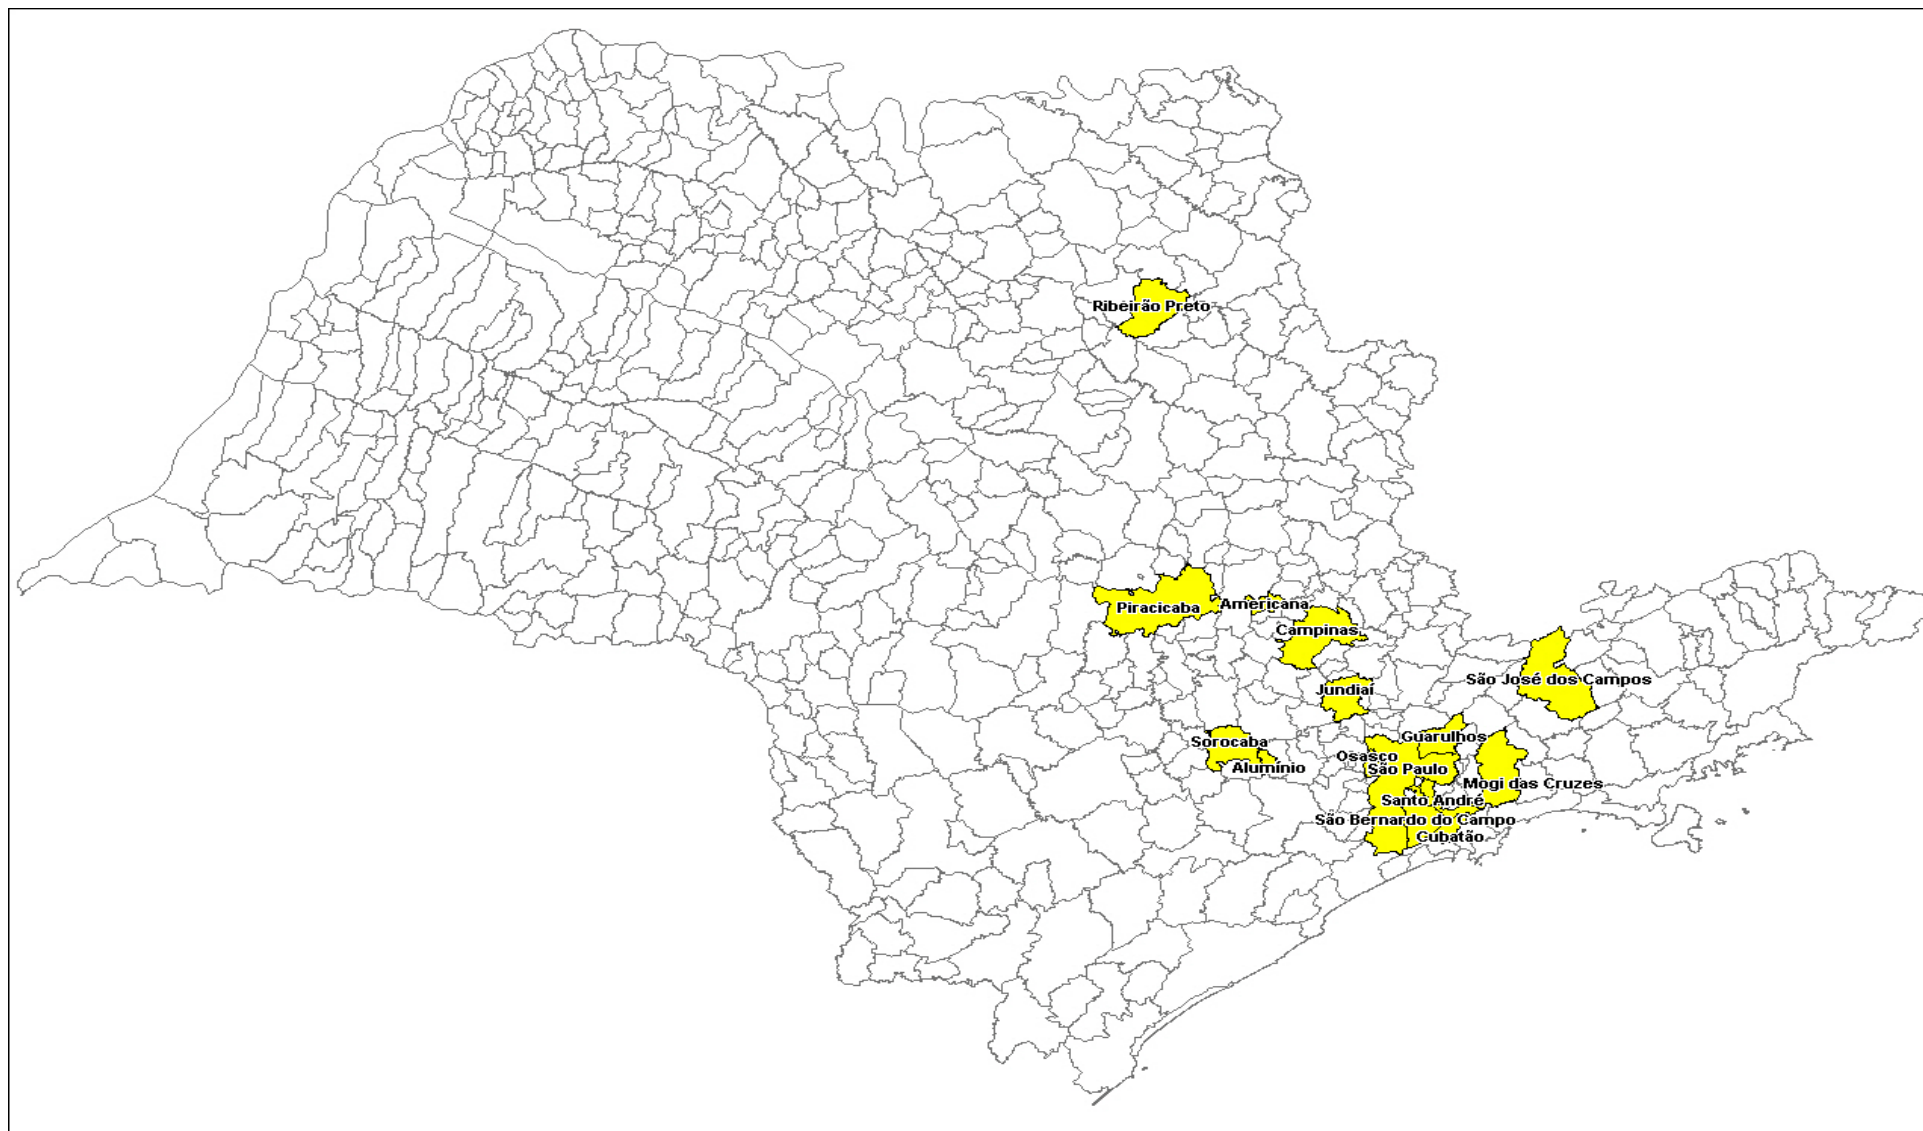 Ribeirão Preto
Piracicaba
Americana
Campinas
São José dos Campos
Jundiaí
Guarulhos
Sorocaba
Osasco
Alumínio
São Paulo
Mogi das Cruzes
Santo André
São Bernardo do Campo
Cubatão